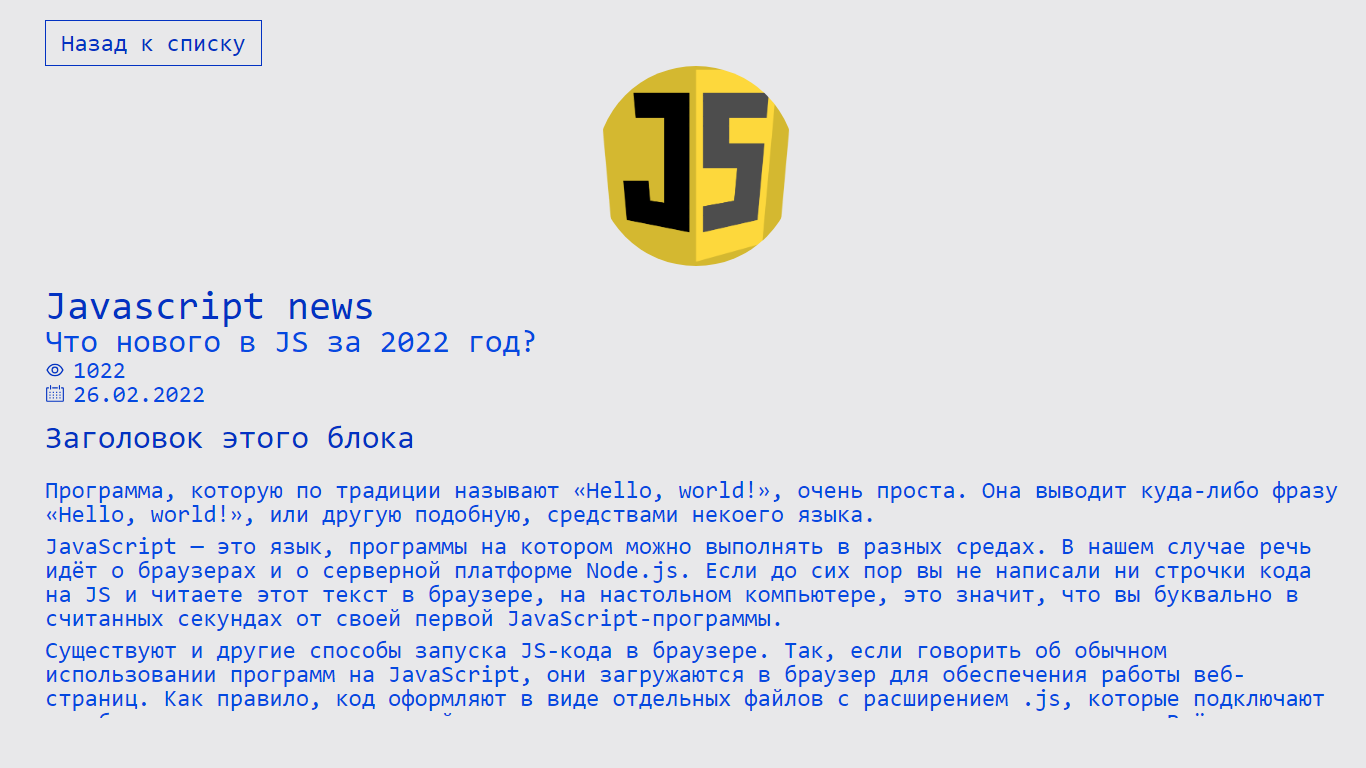 Назад к списку
JS
Javascript news
Что нового в JS за 2022 год?
1022
26.02.2022
Заголовок этого блока
Программа, которую по традиции называют «Hello, world!», очень проста. Она выводит куда-либо фразу
«Hello, world!», или другую подобную, средствами некоего языка.
JavaScript — это язык, программы на котором можно выполнять в разных средах. В нашем случае речь
идёт о браузерах и о серверной платформе Node.js. Если до сих пор вы не написали ни строчки кода
на JS и читаете этот текст в браузере, на настольном компьютере, это значит, что вы буквально в
считанных секундах от своей первой JavaScript-программы.
Существуют и другие способы запуска JS-кода в браузере. Так, если говорить об обычном
использовании программ на JavaScript, они загружаются в браузер для обеспечения работы веб-
страниц. Как правило, код оформляют в виде отдельных файлов с расширением .js, которые подключают